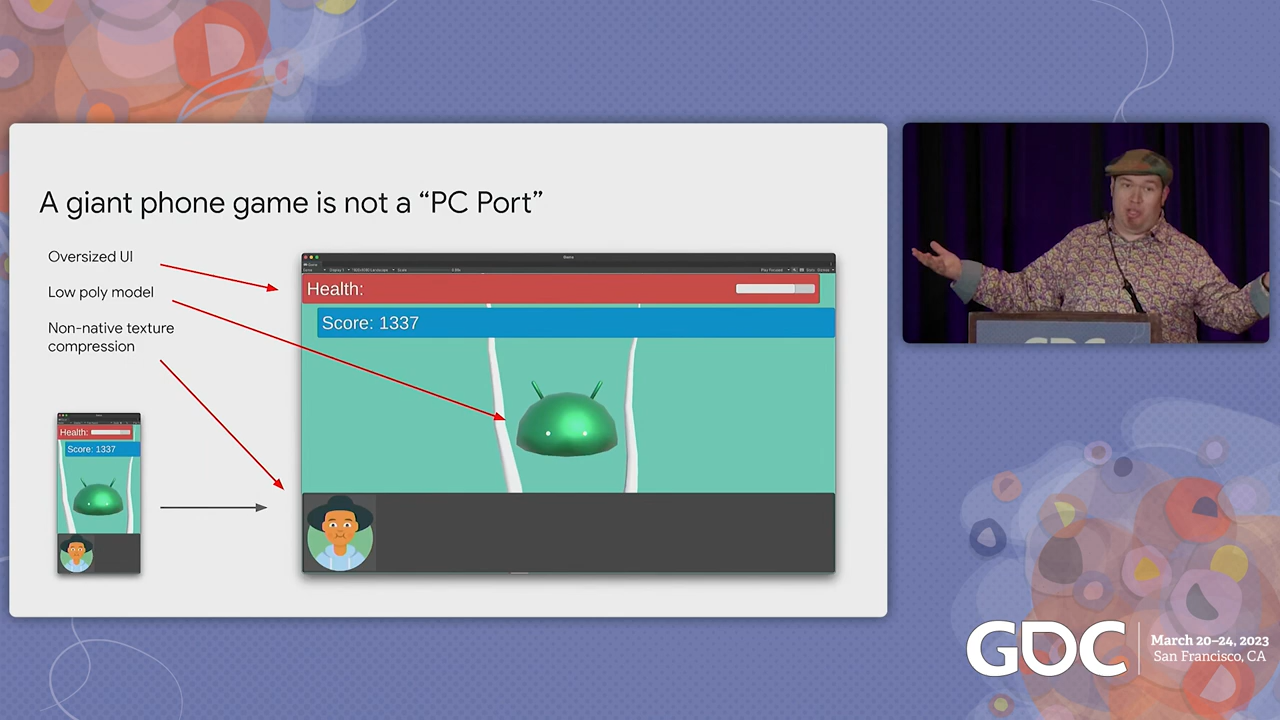 A giant phone game is not a “PC Port”
Oversized UI
Low poly model
Non-native texture
compression
Health:
Score: 1337
Health:
Score: 1337
GDC
March 20–24, 2023
San Francisco, CA
GDC